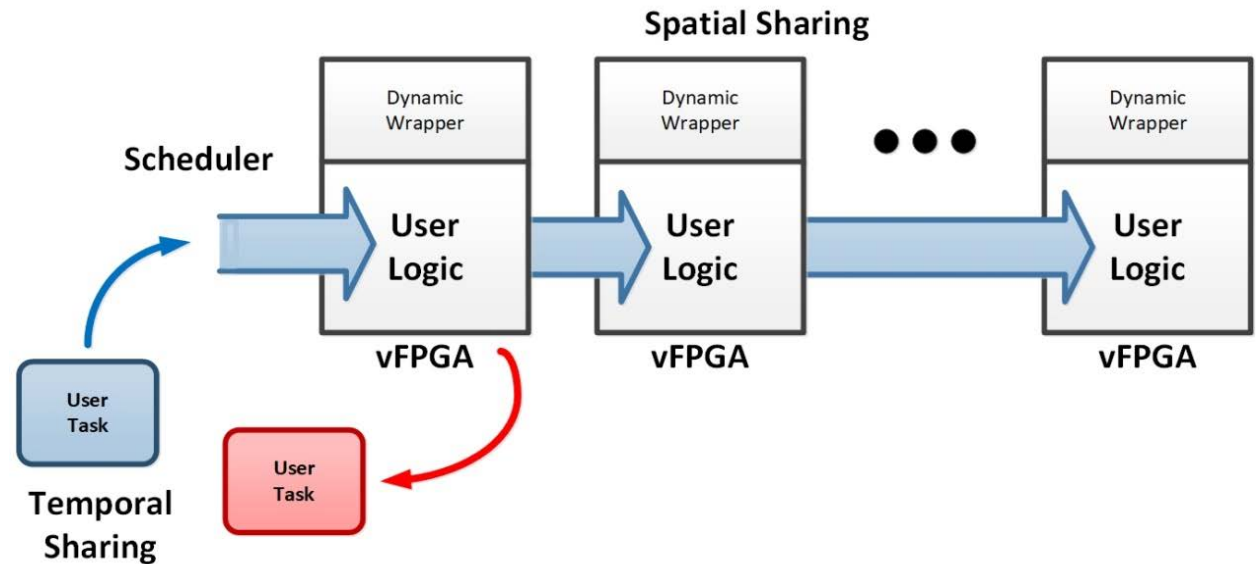 Spatial Sharing
Dynamic
Wrapper
Dynamic
Wrapper
Dynamic
Wrapper
Scheduler
User
Logic
User
Logic
User
Logic
vFPGA
vFPGA
vFPGA
User
Task
User
Task
Temporal
Sharing